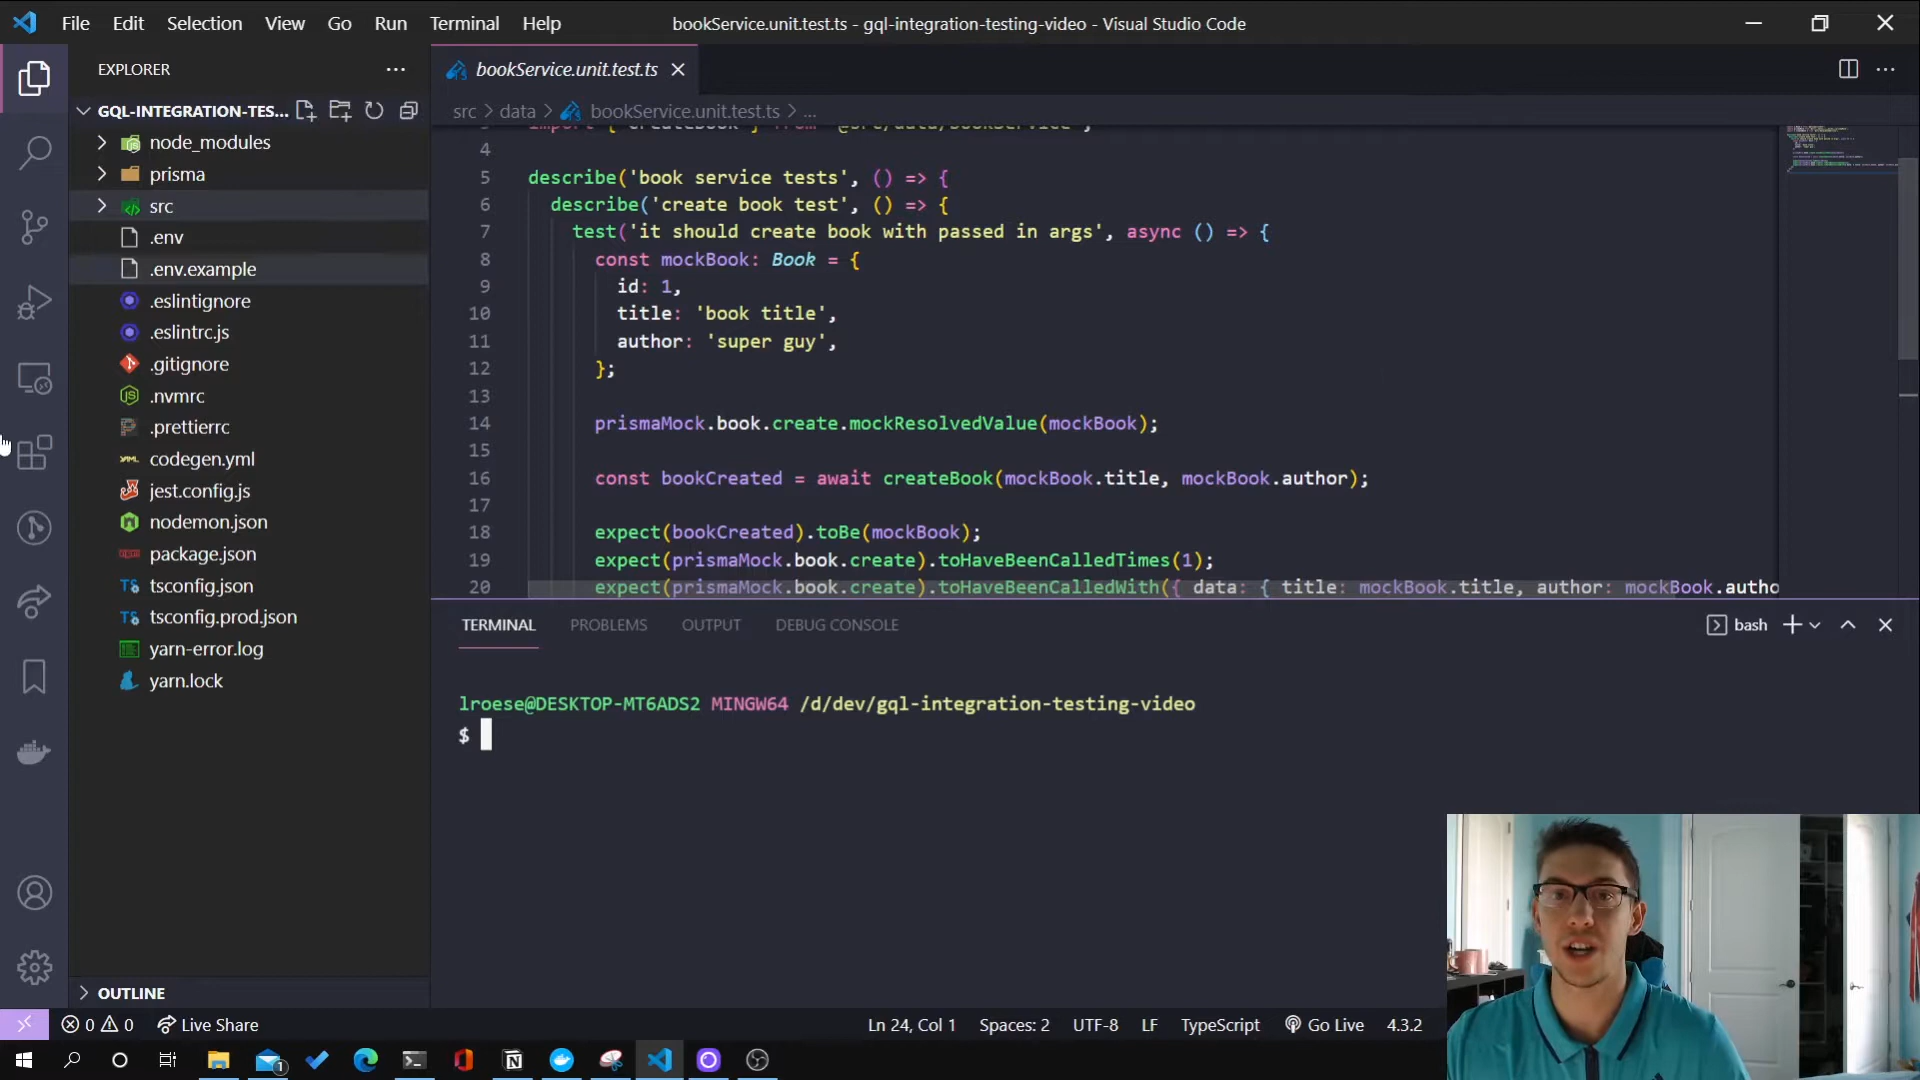 File Edit Selection View Go Run Terminal Help
bookService.unit.test.ts - gql-integration-testing-video - Visual Studio Code
EXPLORER
GQL-INTEGRATION-TES...
node_modules
prisma
src
.env
.env.example
.eslintignore
.eslintrc.js
.gitignore
.nvmrc
.prettierrc
codegen.yml
jest.config.js
nodemon.json
package.json
tsconfig.json
tsconfig.prod.json
yarn-error.log
yarn.lock
OUTLINE
bookService.unit.test.ts
src > data > bookService.unit.test.ts > ...
import { createBook } from '@src/data/bookService';
4
5 describe('book service tests', () => {
6 describe('create book test', () => {
7 test('it should create book with passed in args', async () => {
8 const mockBook: Book = {
9 id: 1,
10 title: 'book title',
11 author: 'super guy',
12 };
13
14 prismaMock.book.create.mockResolvedValue(mockBook);
15
16 const bookCreated = await createBook(mockBook.title, mockBook.author);
17
18 expect(bookCreated).toBe(mockBook);
19 expect(prismaMock.book.create).toHaveBeenCalledTimes(1);
20 expect(prismaMock.book.create).toHaveBeenCalledWith({ data: { title: mockBook.title, author: mockBook.autho
TERMINAL PROBLEMS OUTPUT DEBUG CONSOLE
bash
lroese@DESKTOP-MT6ADS2 MINGW64 /d/dev/gql-integration-testing-video
$
0 0 Live Share
Ln 24, Col 1 Spaces: 2 UTF-8 LF TypeScript Go Live 4.3.2
1